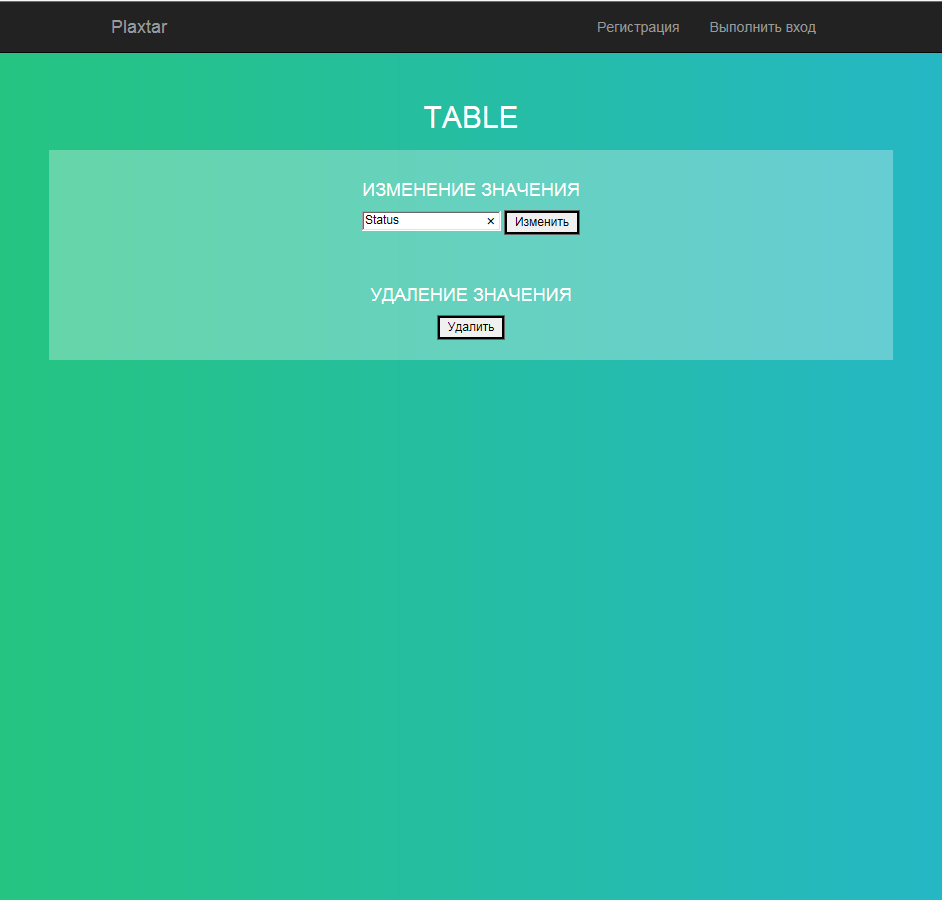 Plaxtar Регистрация Выполнить вход
TABLE
ИЗМЕНЕНИЕ ЗНАЧЕНИЯ
Status × Изменить
УДАЛЕНИЕ ЗНАЧЕНИЯ
Удалить